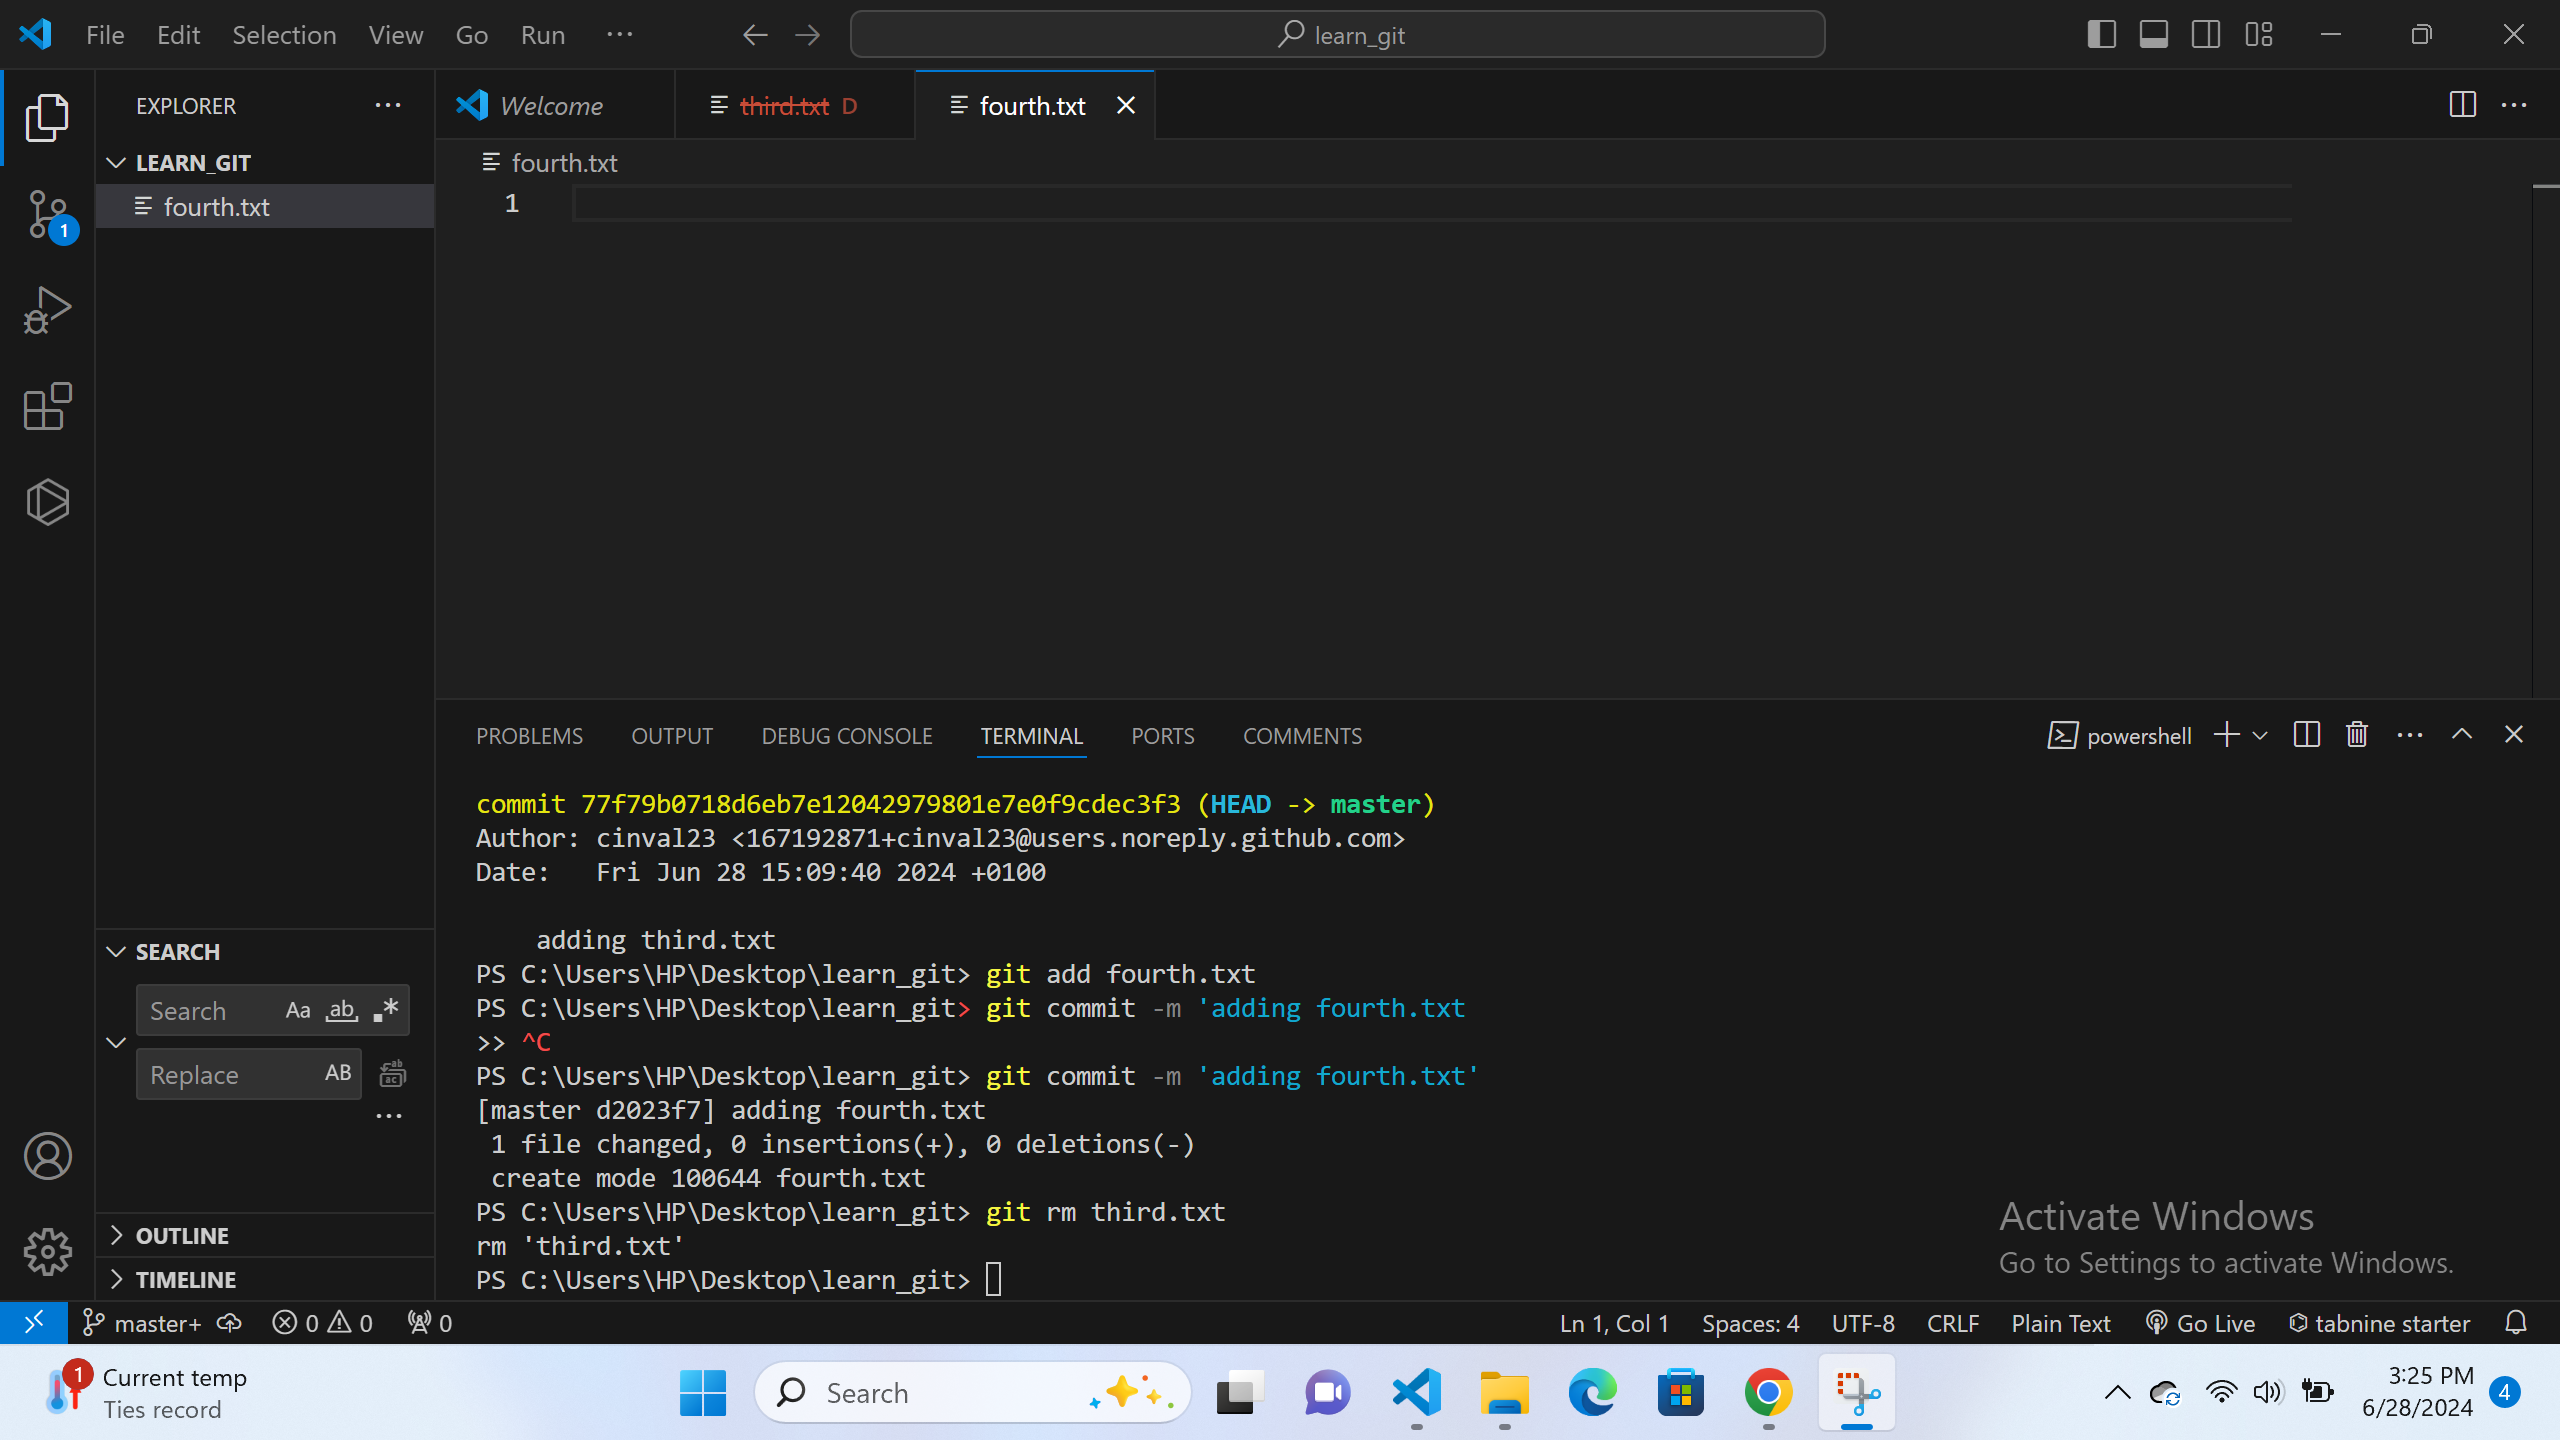 File Edit Selection View Go Run ··· learn_git
EXPLORER ···
LEARN_GIT
fourth.txt
1
Welcome third.txt D fourth.txt
fourth.txt
1
SEARCH
Search Aa ab .*
Replace AB
···
OUTLINE
TIMELINE
PROBLEMS OUTPUT DEBUG CONSOLE TERMINAL PORTS COMMENTS powershell
commit 77f79b0718d6eb7e12042979801e7e0f9cdec3f3 (HEAD -> master)
Author: cinval23 <167192871+cinval23@users.noreply.github.com>
Date:   Fri Jun 28 15:09:40 2024 +0100
    adding third.txt
PS C:\Users\HP\Desktop\learn_git> git add fourth.txt
PS C:\Users\HP\Desktop\learn_git> git commit -m 'adding fourth.txt
>> ^C
PS C:\Users\HP\Desktop\learn_git> git commit -m 'adding fourth.txt'
[master d2023f7] adding fourth.txt
 1 file changed, 0 insertions(+), 0 deletions(-)
 create mode 100644 fourth.txt
PS C:\Users\HP\Desktop\learn_git> git rm third.txt
rm 'third.txt'
PS C:\Users\HP\Desktop\learn_git>
Activate Windows
Go to Settings to activate Windows.
master+ 0 0 0 Ln 1, Col 1 Spaces: 4 UTF-8 CRLF Plain Text Go Live tabnine starter
1 Current temp
Ties record
Search
3:25 PM
6/28/2024
4